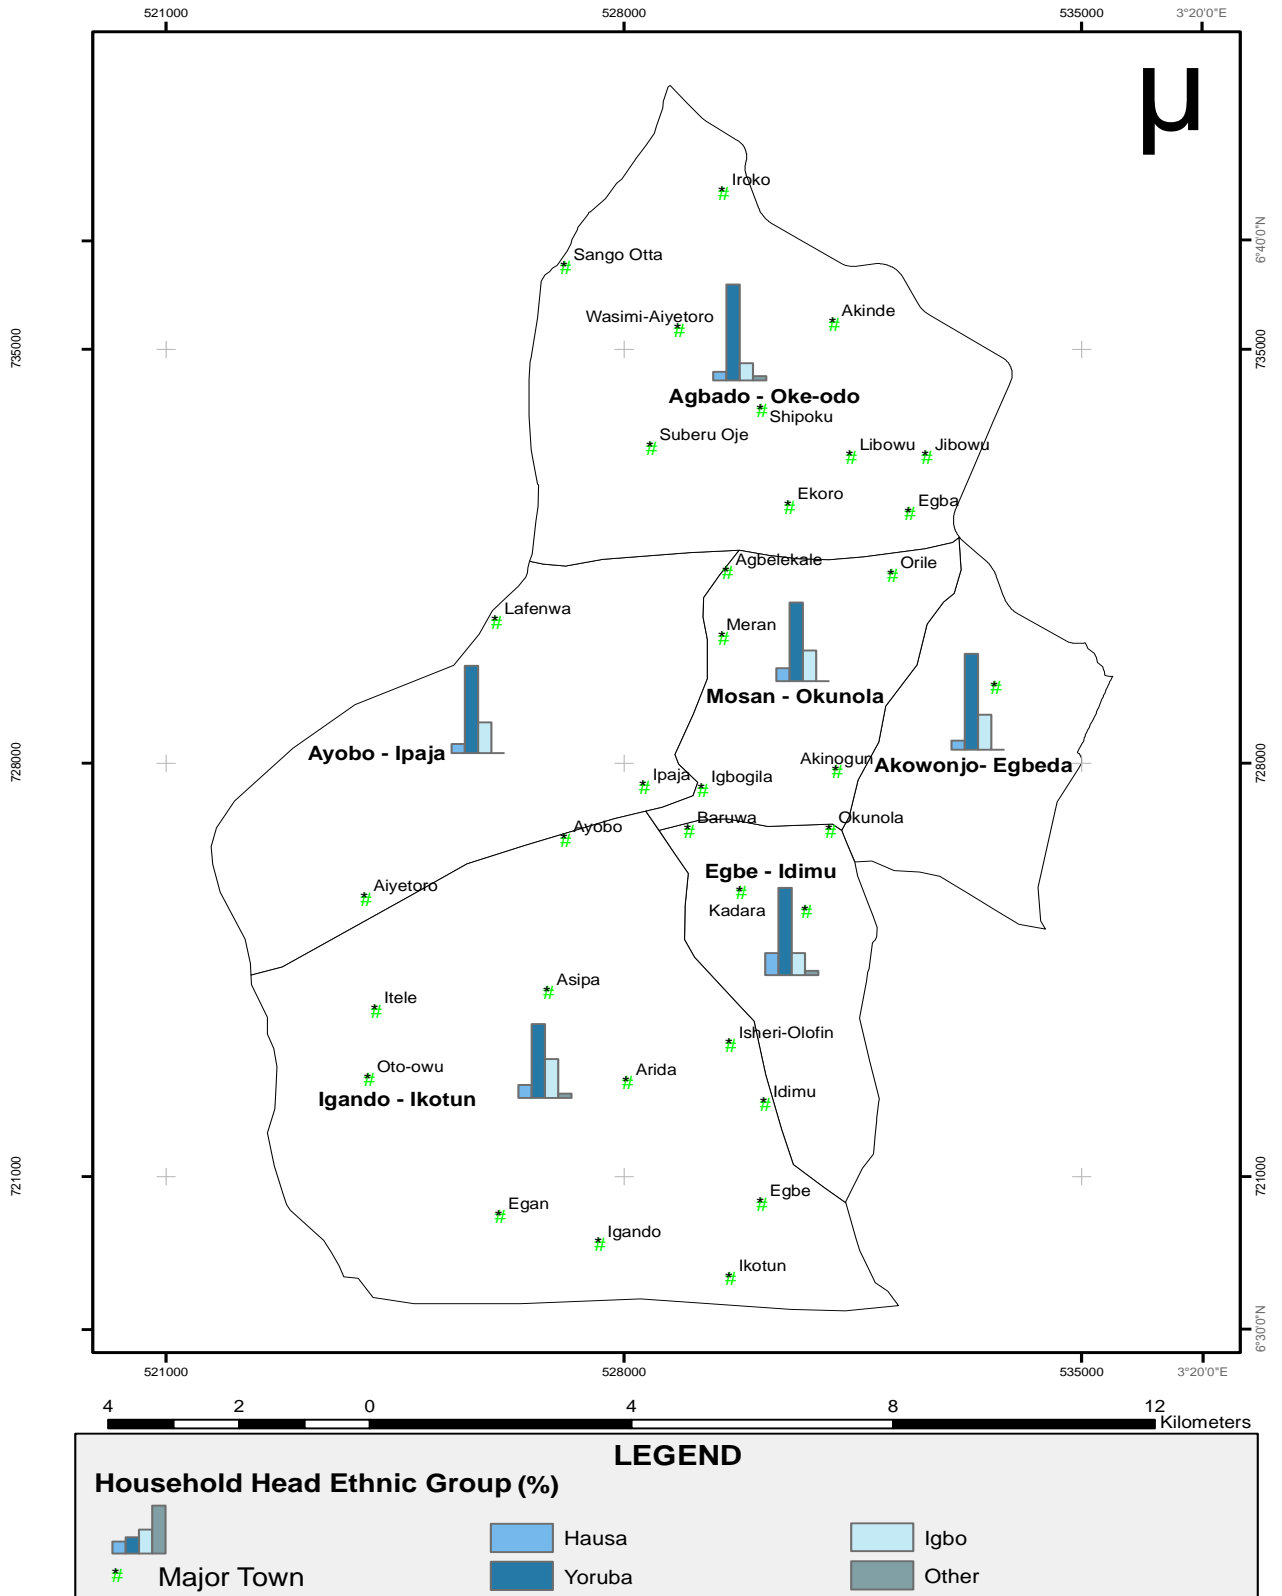 521000 528000 535000 3°20'0"E
µ
Iroko
6°40'0"N
Sango Otta
Akinde
Wasimi-Aiyetoro
735000 735000
Agbado - Oke-odo
Shipoku
Suberu Oje
Libowu Jibowu
Ekoro
Egba
Agbelekale
Orile
Lafenwa
Meran
Mosan - Okunola
Ayobo - Ipaja
Akinogun
728000 728000
Akowonjo- Egbeda
Ipaja
Igbogila
Baruwa Okunola
Ayobo
Egbe - Idimu
Aiyetoro
Kadara
Asipa
Itele
Isheri-Olofin
Oto-owu
Arida
Igando - Ikotun
Idimu
721000 721000
Egbe
Egan
Igando
Ikotun
6°30'0"N
521000 528000 535000 3°20'0"E
4 2 0 4 8 12
Kilometers
LEGEND
Household Head Ethnic Group (%)
Hausa Igbo
Major Town Yoruba Other